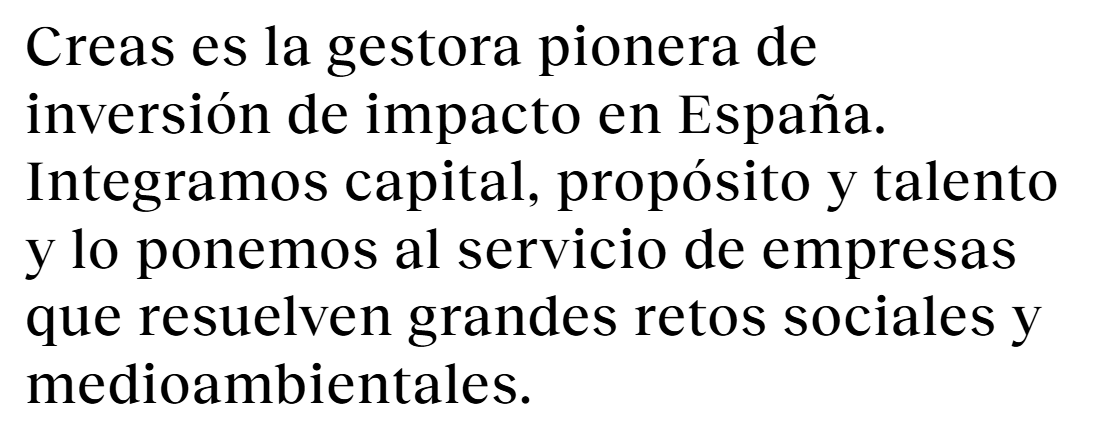 Creas es la gestora pionera de
inversión de impacto en España.
Integramos capital, propósito y talento
y lo ponemos al servicio de empresas
que resuelven grandes retos sociales y
medioambientales.